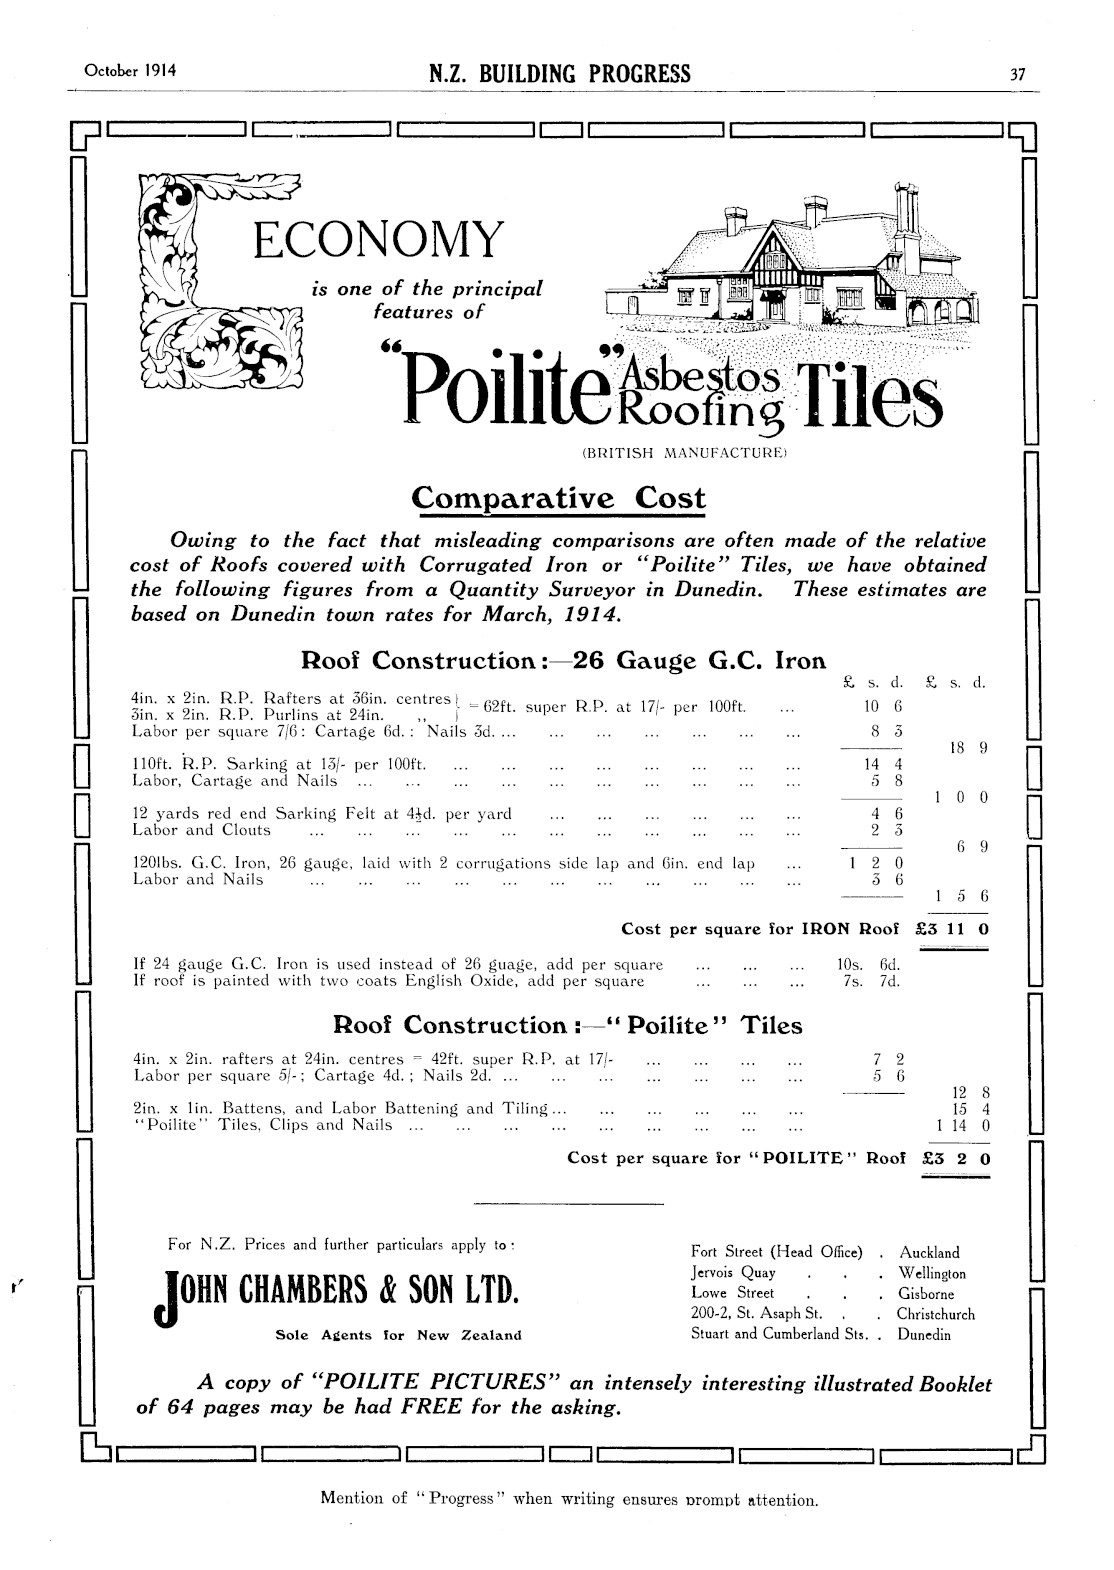 October 1914
N.Z. BUILDING PROGRESS
37
ECONOMY
is one of the principal
features of
"Poilite" Asbestos Roofing Tiles
(BRITISH MANUFACTURE)
Comparative Cost
Owing to the fact that misleading comparisons are often made of the relative
cost of Roofs covered with Corrugated Iron or "Poilite" Tiles, we have obtained
the following figures from a Quantity Surveyor in Dunedin. These estimates are
based on Dunedin town rates for March, 1914.
Roof Construction:—26 Gauge G.C. Iron
£ s. d. £ s. d.
4in. x 2in. R.P. Rafters at 36in. centres } = 62ft. super R.P. at 17/- per 100ft. ... 10 6
3in. x 2in. R.P. Purlins at 24in. ,, }
Labor per square 7/6: Cartage 6d.: Nails 3d. ... ... ... ... ... ... ... 8 3
18 9
110ft. R.P. Sarking at 13/- per 100ft. ... ... ... ... ... ... ... ... 14 4
Labor, Cartage and Nails ... ... ... ... ... ... ... ... ... ... 5 8
1 0 0
12 yards red end Sarking Felt at 4½d. per yard ... ... ... ... ... ... 4 6
Labor and Clouts ... ... ... ... ... ... ... ... ... ... ... 2 3
6 9
120lbs. G.C. Iron, 26 gauge, laid with 2 corrugations side lap and 6in. end lap ... 1 2 0
Labor and Nails ... ... ... ... ... ... ... ... ... ... ... 3 6
1 5 6
Cost per square for IRON Roof £3 11 0
If 24 gauge G.C. Iron is used instead of 26 guage, add per square ... ... ... 10s. 6d.
If roof is painted with two coats English Oxide, add per square ... ... ... 7s. 7d.
Roof Construction:—"Poilite" Tiles
4in. x 2in. rafters at 24in. centres = 42ft. super R.P. at 17/- ... ... ... ... 7 2
Labor per square 5/-; Cartage 4d.; Nails 2d. ... ... ... ... ... ... ... 5 6
12 8
2in. x 1in. Battens, and Labor Battening and Tiling... ... ... ... ... ... 15 4
"Poilite" Tiles, Clips and Nails ... ... ... ... ... ... ... ... ... 1 14 0
Cost per square for "POILITE" Roof £3 2 0
For N.Z. Prices and further particulars apply to:
JOHN CHAMBERS & SON LTD.
Sole Agents for New Zealand
Fort Street (Head Office) . Auckland
Jervois Quay . . . Wellington
Lowe Street . . . Gisborne
200-2, St. Asaph St. . . Christchurch
Stuart and Cumberland Sts. . Dunedin
A copy of "POILITE PICTURES" an intensely interesting illustrated Booklet
of 64 pages may be had FREE for the asking.
Mention of "Progress" when writing ensures prompt attention.